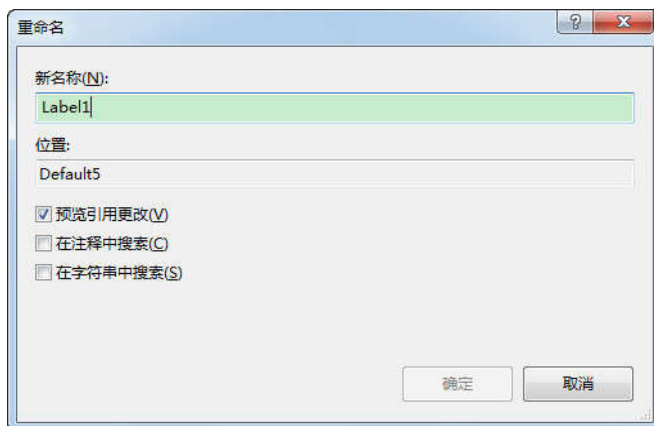 重命名
新名称(N):
Label1
位置:
Default5
预览引用更改(V)
在注释中搜索(C)
在字符串中搜索(S)
确定 取消